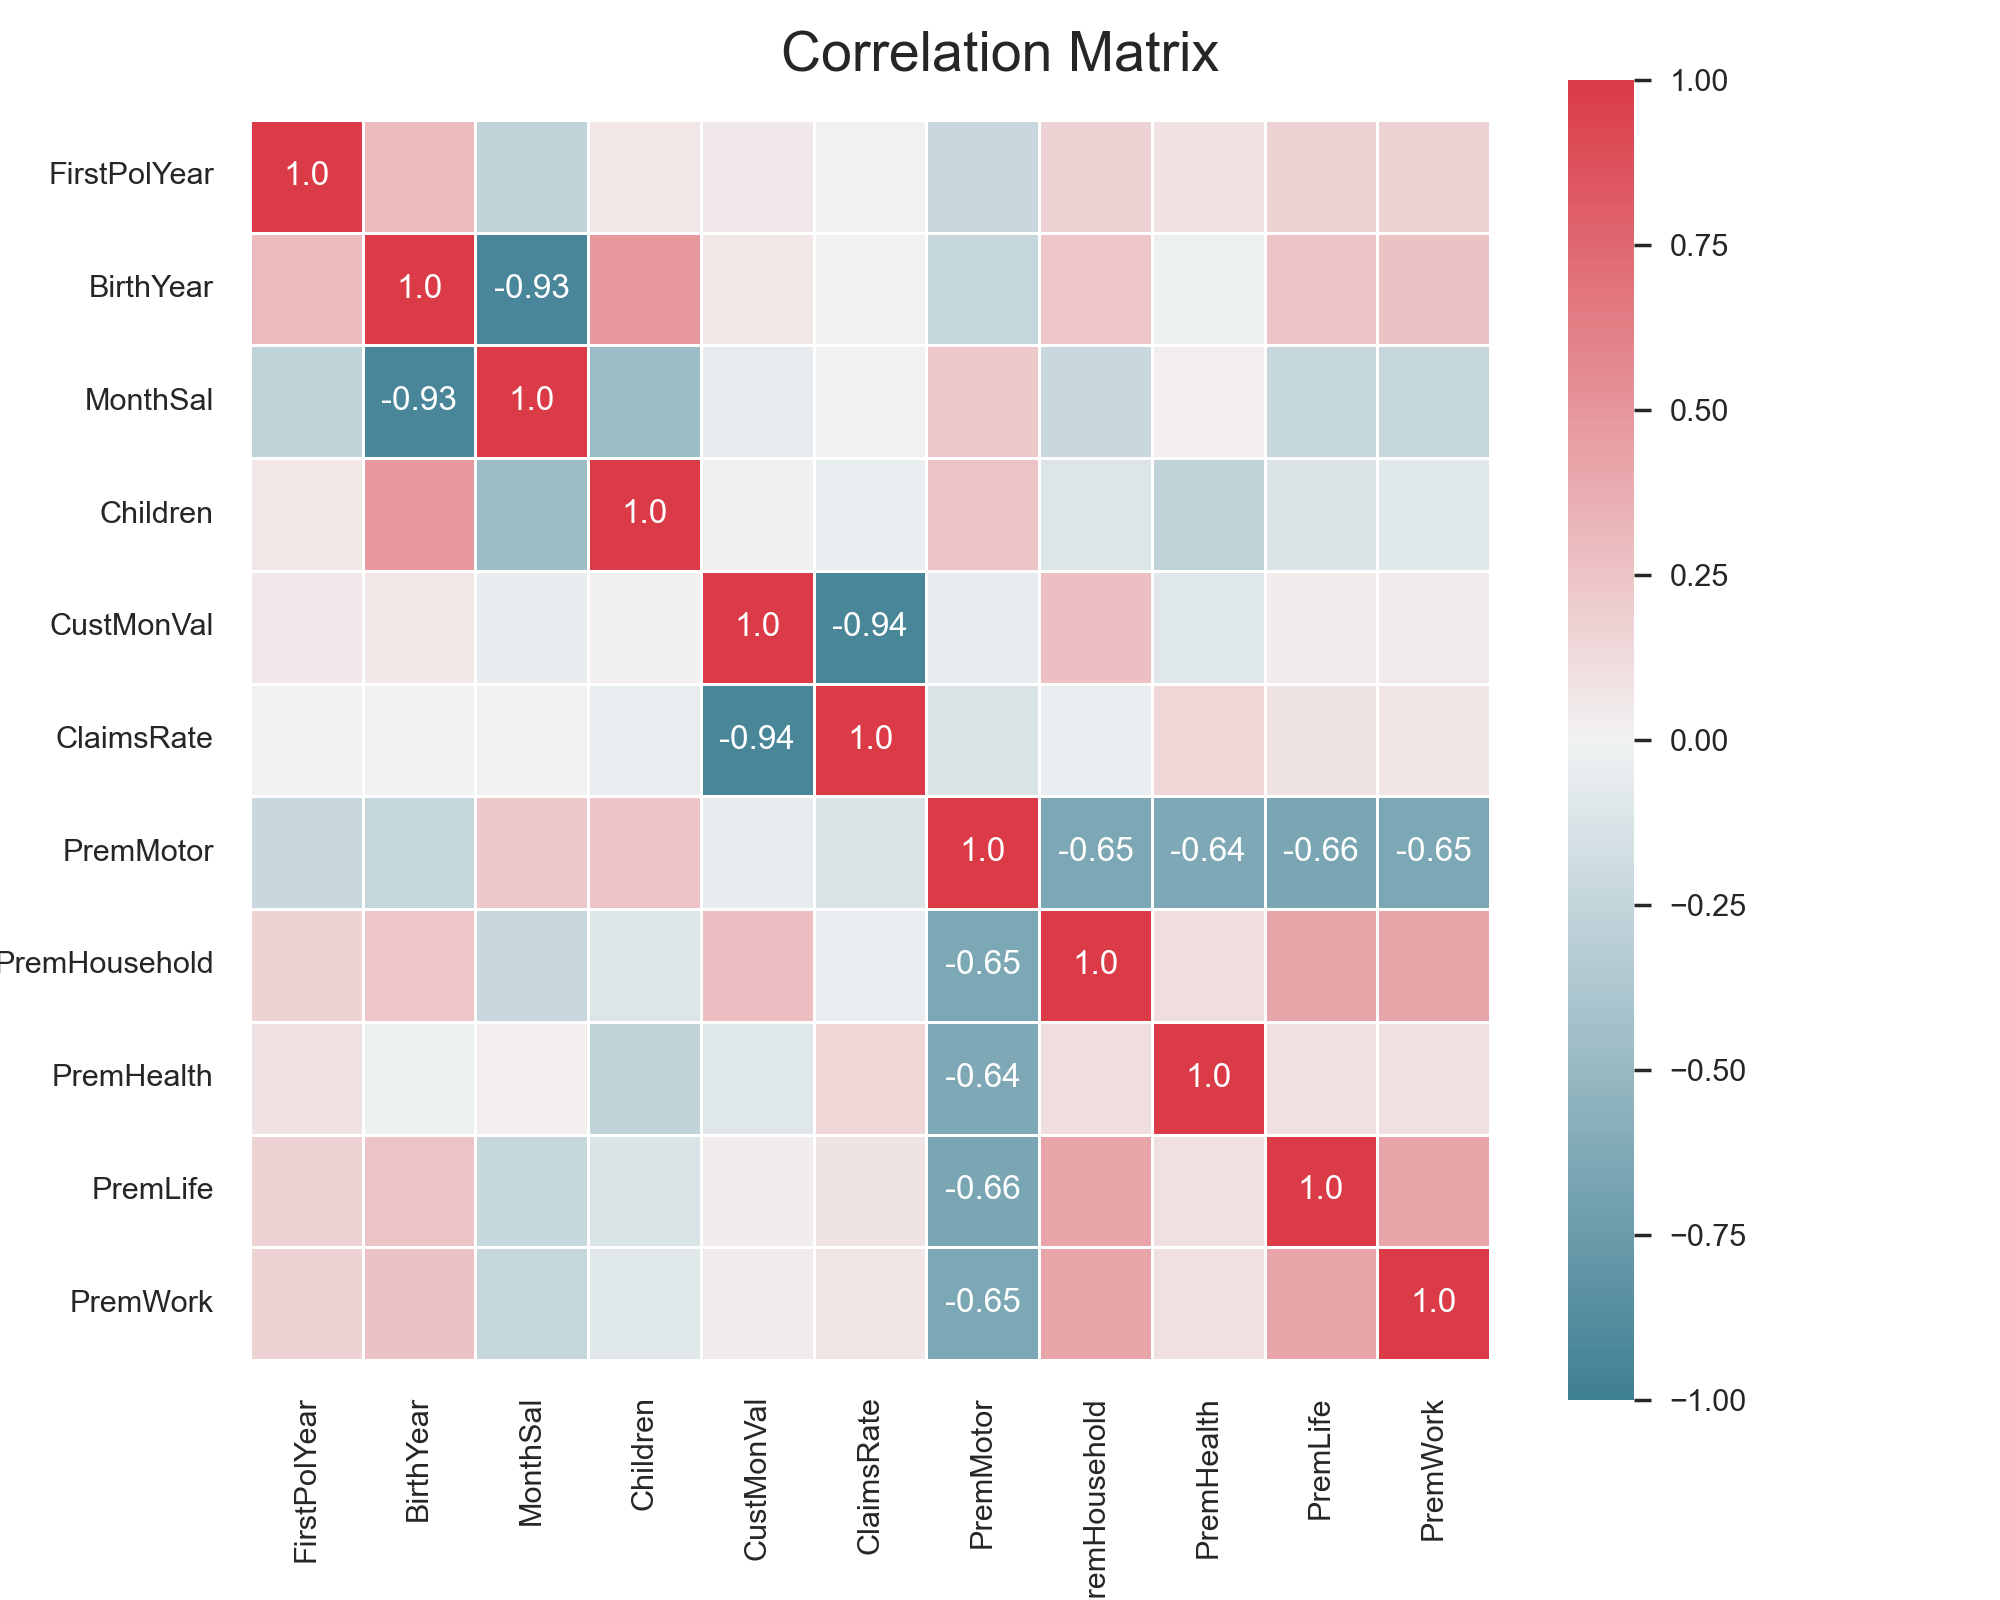 Correlation Matrix
FirstPolYear 1.0
BirthYear 1.0 -0.93
MonthSal -0.93 1.0
Children 1.0
CustMonVal 1.0 -0.94
ClaimsRate -0.94 1.0
PremMotor 1.0 -0.65 -0.64 -0.66 -0.65
PremHousehold -0.65 1.0
PremHealth -0.64 1.0
PremLife -0.66 1.0
PremWork -0.65 1.0
FirstPolYear
BirthYear
MonthSal
Children
CustMonVal
ClaimsRate
PremMotor
remHousehold
PremHealth
PremLife
PremWork
1.00
0.75
0.50
0.25
0.00
−0.25
−0.50
−0.75
−1.00